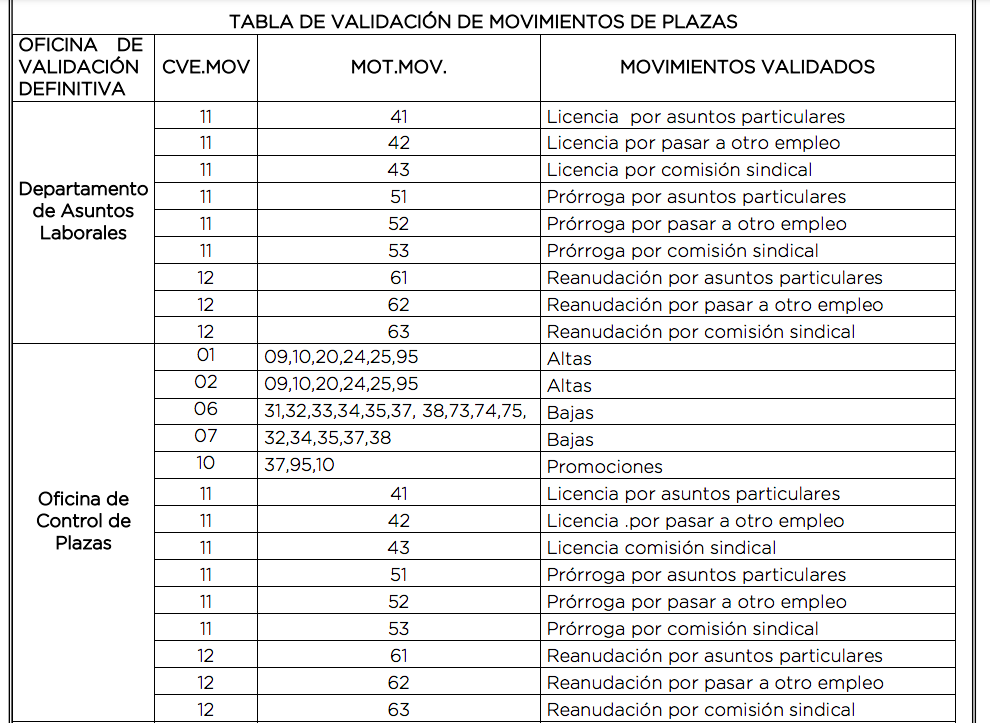 TABLA DE VALIDACIÓN DE MOVIMIENTOS DE PLAZAS
OFICINA DE
VALIDACIÓN
DEFINITIVA
CVE.MOV
MOT.MOV.
MOVIMIENTOS VALIDADOS
Departamento
de Asuntos
Laborales
11 41 Licencia por asuntos particulares
11 42 Licencia por pasar a otro empleo
11 43 Licencia por comisión sindical
11 51 Prórroga por asuntos particulares
11 52 Prórroga por pasar a otro empleo
11 53 Prórroga por comisión sindical
12 61 Reanudación por asuntos particulares
12 62 Reanudación por pasar a otro empleo
12 63 Reanudación por comisión sindical
Oficina de
Control de
Plazas
01 09,10,20,24,25,95 Altas
02 09,10,20,24,25,95 Altas
06 31,32,33,34,35,37, 38,73,74,75, Bajas
07 32,34,35,37,38 Bajas
10 37,95,10 Promociones
11 41 Licencia por asuntos particulares
11 42 Licencia .por pasar a otro empleo
11 43 Licencia comisión sindical
11 51 Prórroga por asuntos particulares
11 52 Prórroga por pasar a otro empleo
11 53 Prórroga por comisión sindical
12 61 Reanudación por asuntos particulares
12 62 Reanudación por pasar a otro empleo
12 63 Reanudación por comisión sindical